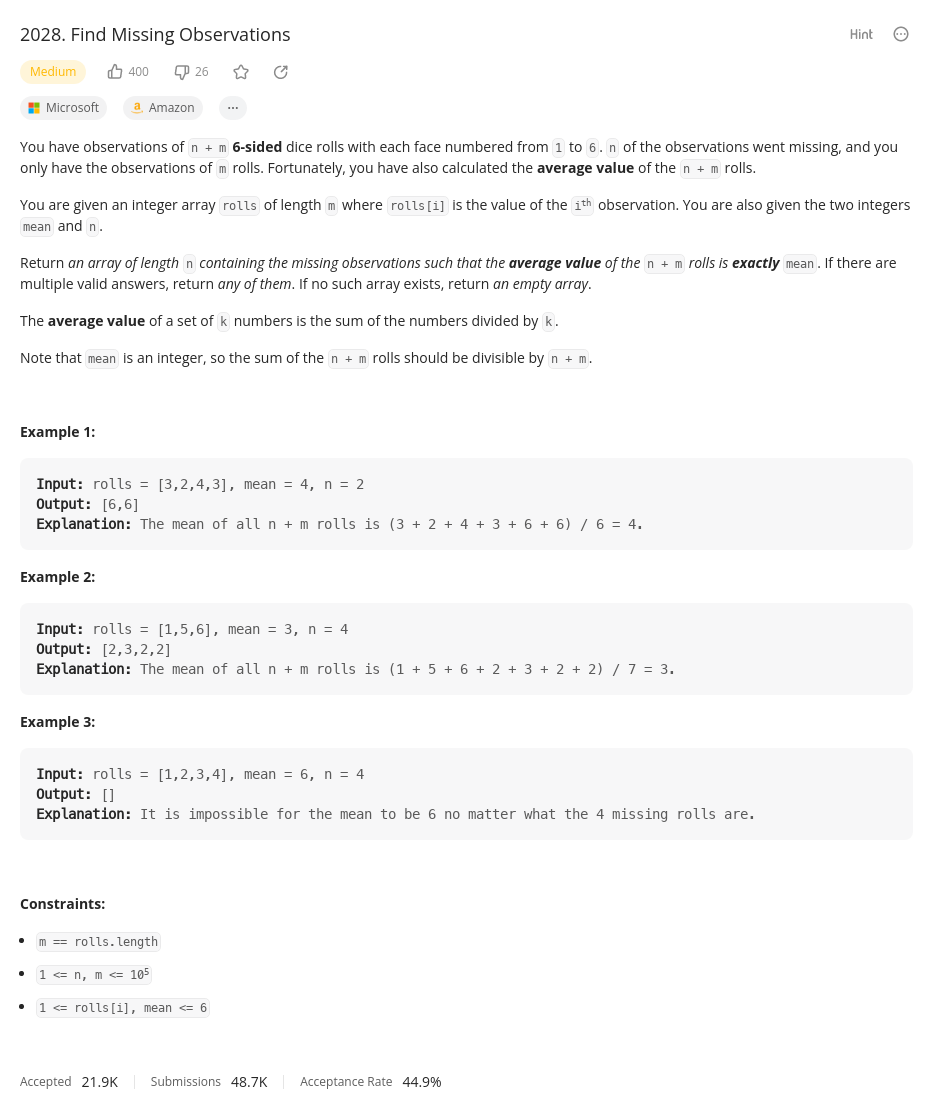 2028. Find Missing Observations
Hint
Medium
400
26
Microsoft
Amazon
You have observations of n + m 6-sided dice rolls with each face numbered from 1 to 6. n of the observations went missing, and you
only have the observations of m rolls. Fortunately, you have also calculated the average value of the n + m rolls.
You are given an integer array rolls of length m where rolls[i] is the value of the iᵗʰ observation. You are also given the two integers
mean and n.
Return an array of length n containing the missing observations such that the average value of the n + m rolls is exactly mean. If there are
multiple valid answers, return any of them. If no such array exists, return an empty array.
The average value of a set of k numbers is the sum of the numbers divided by k.
Note that mean is an integer, so the sum of the n + m rolls should be divisible by n + m.
Example 1:
Input: rolls = [3,2,4,3], mean = 4, n = 2
Output: [6,6]
Explanation: The mean of all n + m rolls is (3 + 2 + 4 + 3 + 6 + 6) / 6 = 4.
Example 2:
Input: rolls = [1,5,6], mean = 3, n = 4
Output: [2,3,2,2]
Explanation: The mean of all n + m rolls is (1 + 5 + 6 + 2 + 3 + 2 + 2) / 7 = 3.
Example 3:
Input: rolls = [1,2,3,4], mean = 6, n = 4
Output: []
Explanation: It is impossible for the mean to be 6 no matter what the 4 missing rolls are.
Constraints:
m == rolls.length
1 <= n, m <= 10⁵
1 <= rolls[i], mean <= 6
Accepted 21.9K Submissions 48.7K Acceptance Rate 44.9%